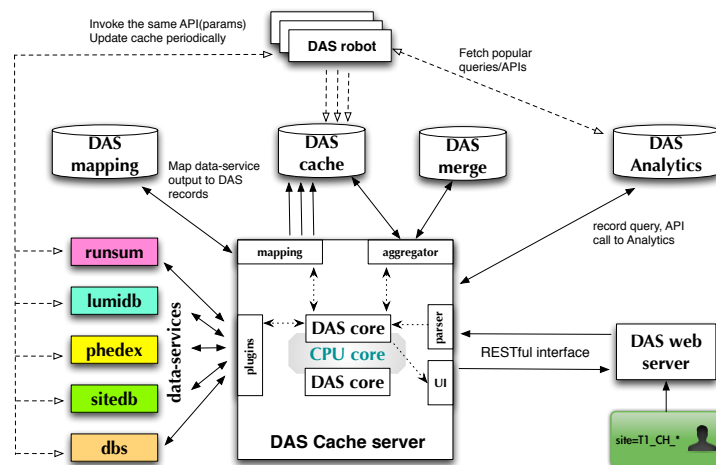 Invoke the same API(params)
Update cache periodically
DAS robot
Fetch popular
queries/APIs
DAS
mapping
DAS
cache
DAS
merge
DAS
Analytics
Map data-service
output to DAS
records
record query, API
call to Analytics
mapping
aggregator
runsum
lumidb
phedex
sitedb
dbs
data-services
plugins
DAS core
CPU core
DAS core
parser
UI
DAS Cache server
RESTful interface
DAS web
server
site=T1_CH_*